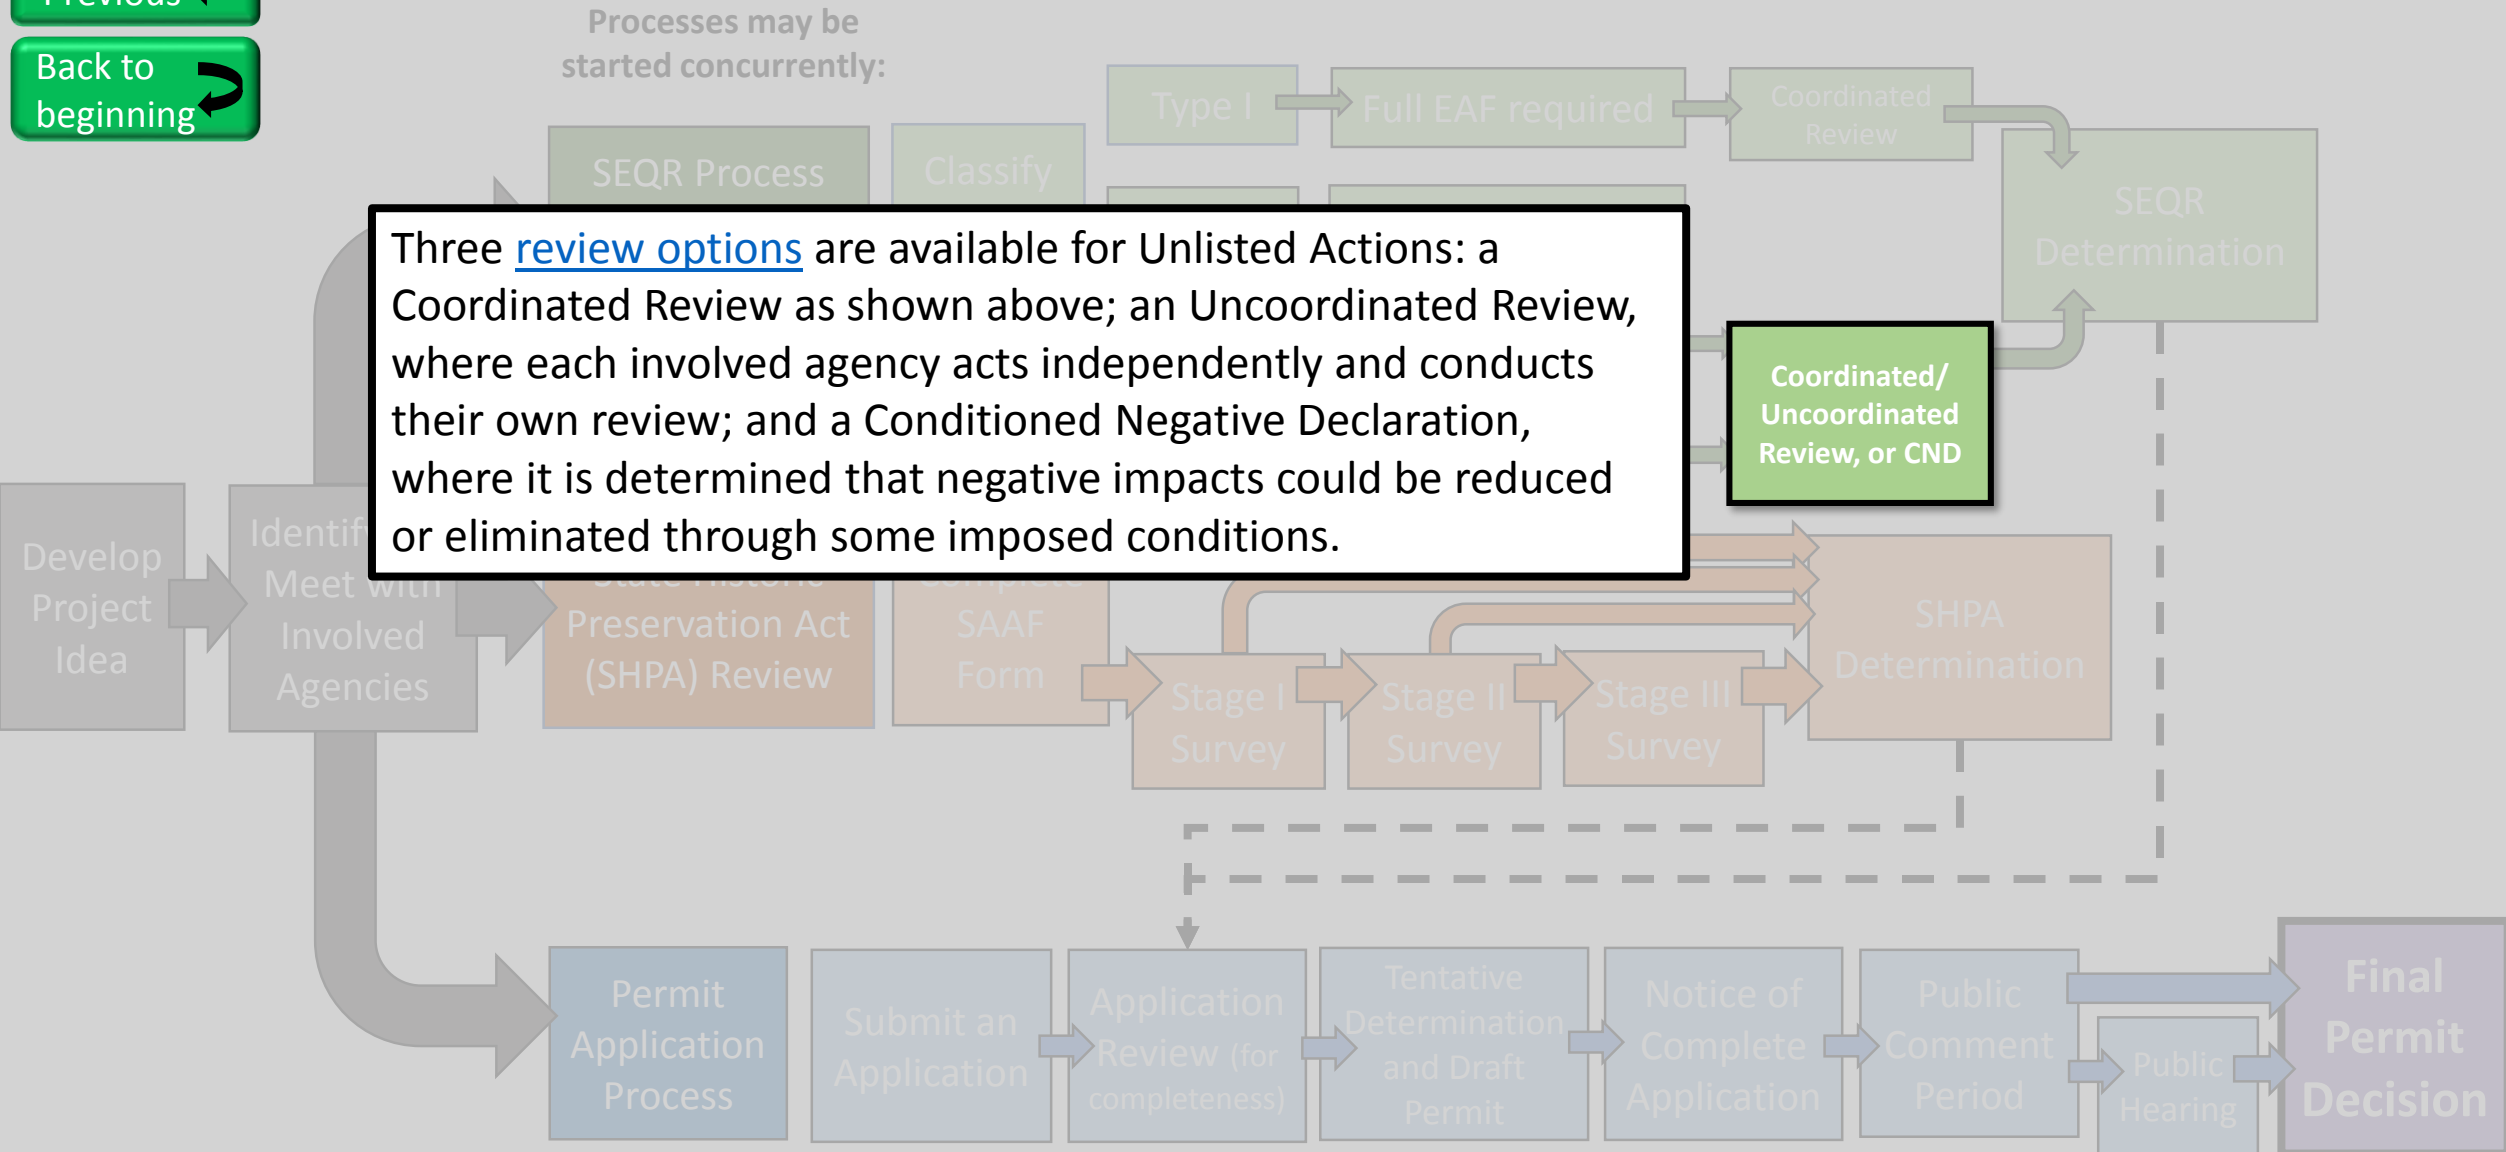 Previous
Back to
beginning
Processes may be
started concurrently:
Type I
Full EAF required
Coordinated
Review
SEQR Process
Classify
SEQR
Determination
Three review options are available for Unlisted Actions: a
Coordinated Review as shown above; an Uncoordinated Review,
where each involved agency acts independently and conducts
their own review; and a Conditioned Negative Declaration,
where it is determined that negative impacts could be reduced
or eliminated through some imposed conditions.
Coordinated/
Uncoordinated
Review, or CND
Develop
Project
Idea
Meet with
Involved
Agencies
State Historic
Preservation Act
(SHPA) Review
Complete
SAAF
Form
Stage I
Survey
Stage II
Survey
Stage III
Survey
SHPA
Determination
Permit
Application
Process
Submit an
Application
Application
Review (for
completeness)
Tentative
Determination
and Draft
Permit
Notice of
Complete
Application
Public
Comment
Period
Public
Hearing
Final
Permit
Decision